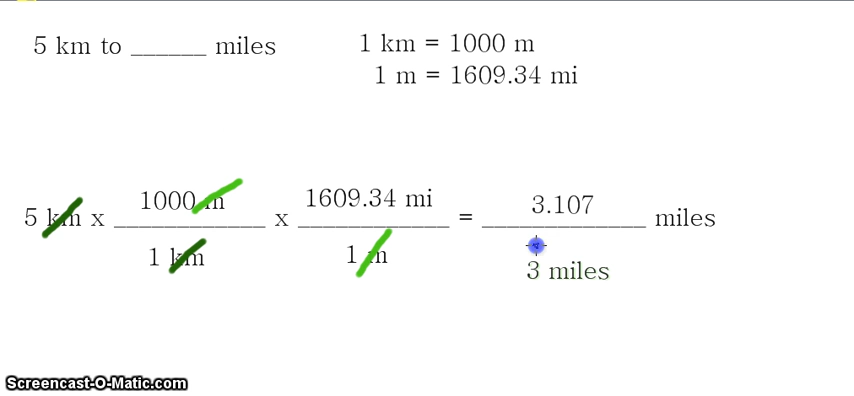 5 km to ______ miles
1 km = 1000 m
1 m = 1609.34 mi
5 km x 1000 m x 1609.34 mi = 3.107 miles
1 km 1 m
3 miles
Screencast-O-Matic.com